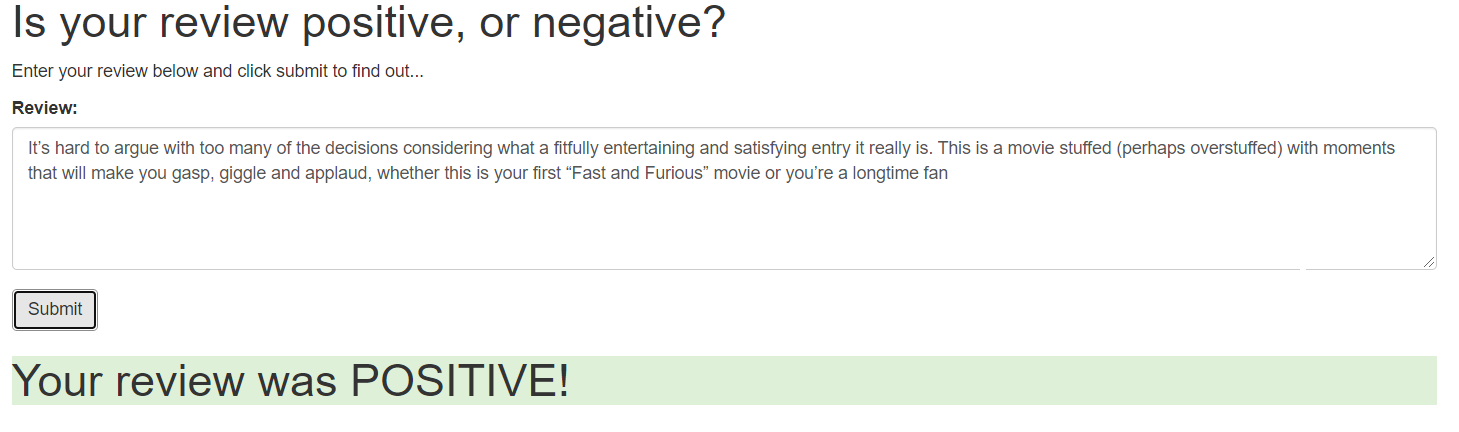 Is your review positive, or negative?
Enter your review below and click submit to find out...
Review:
It’s hard to argue with too many of the decisions considering what a fitfully entertaining and satisfying entry it really is. This is a movie stuffed (perhaps overstuffed) with moments
that will make you gasp, giggle and applaud, whether this is your first “Fast and Furious” movie or you’re a longtime fan
Submit
Your review was POSITIVE!